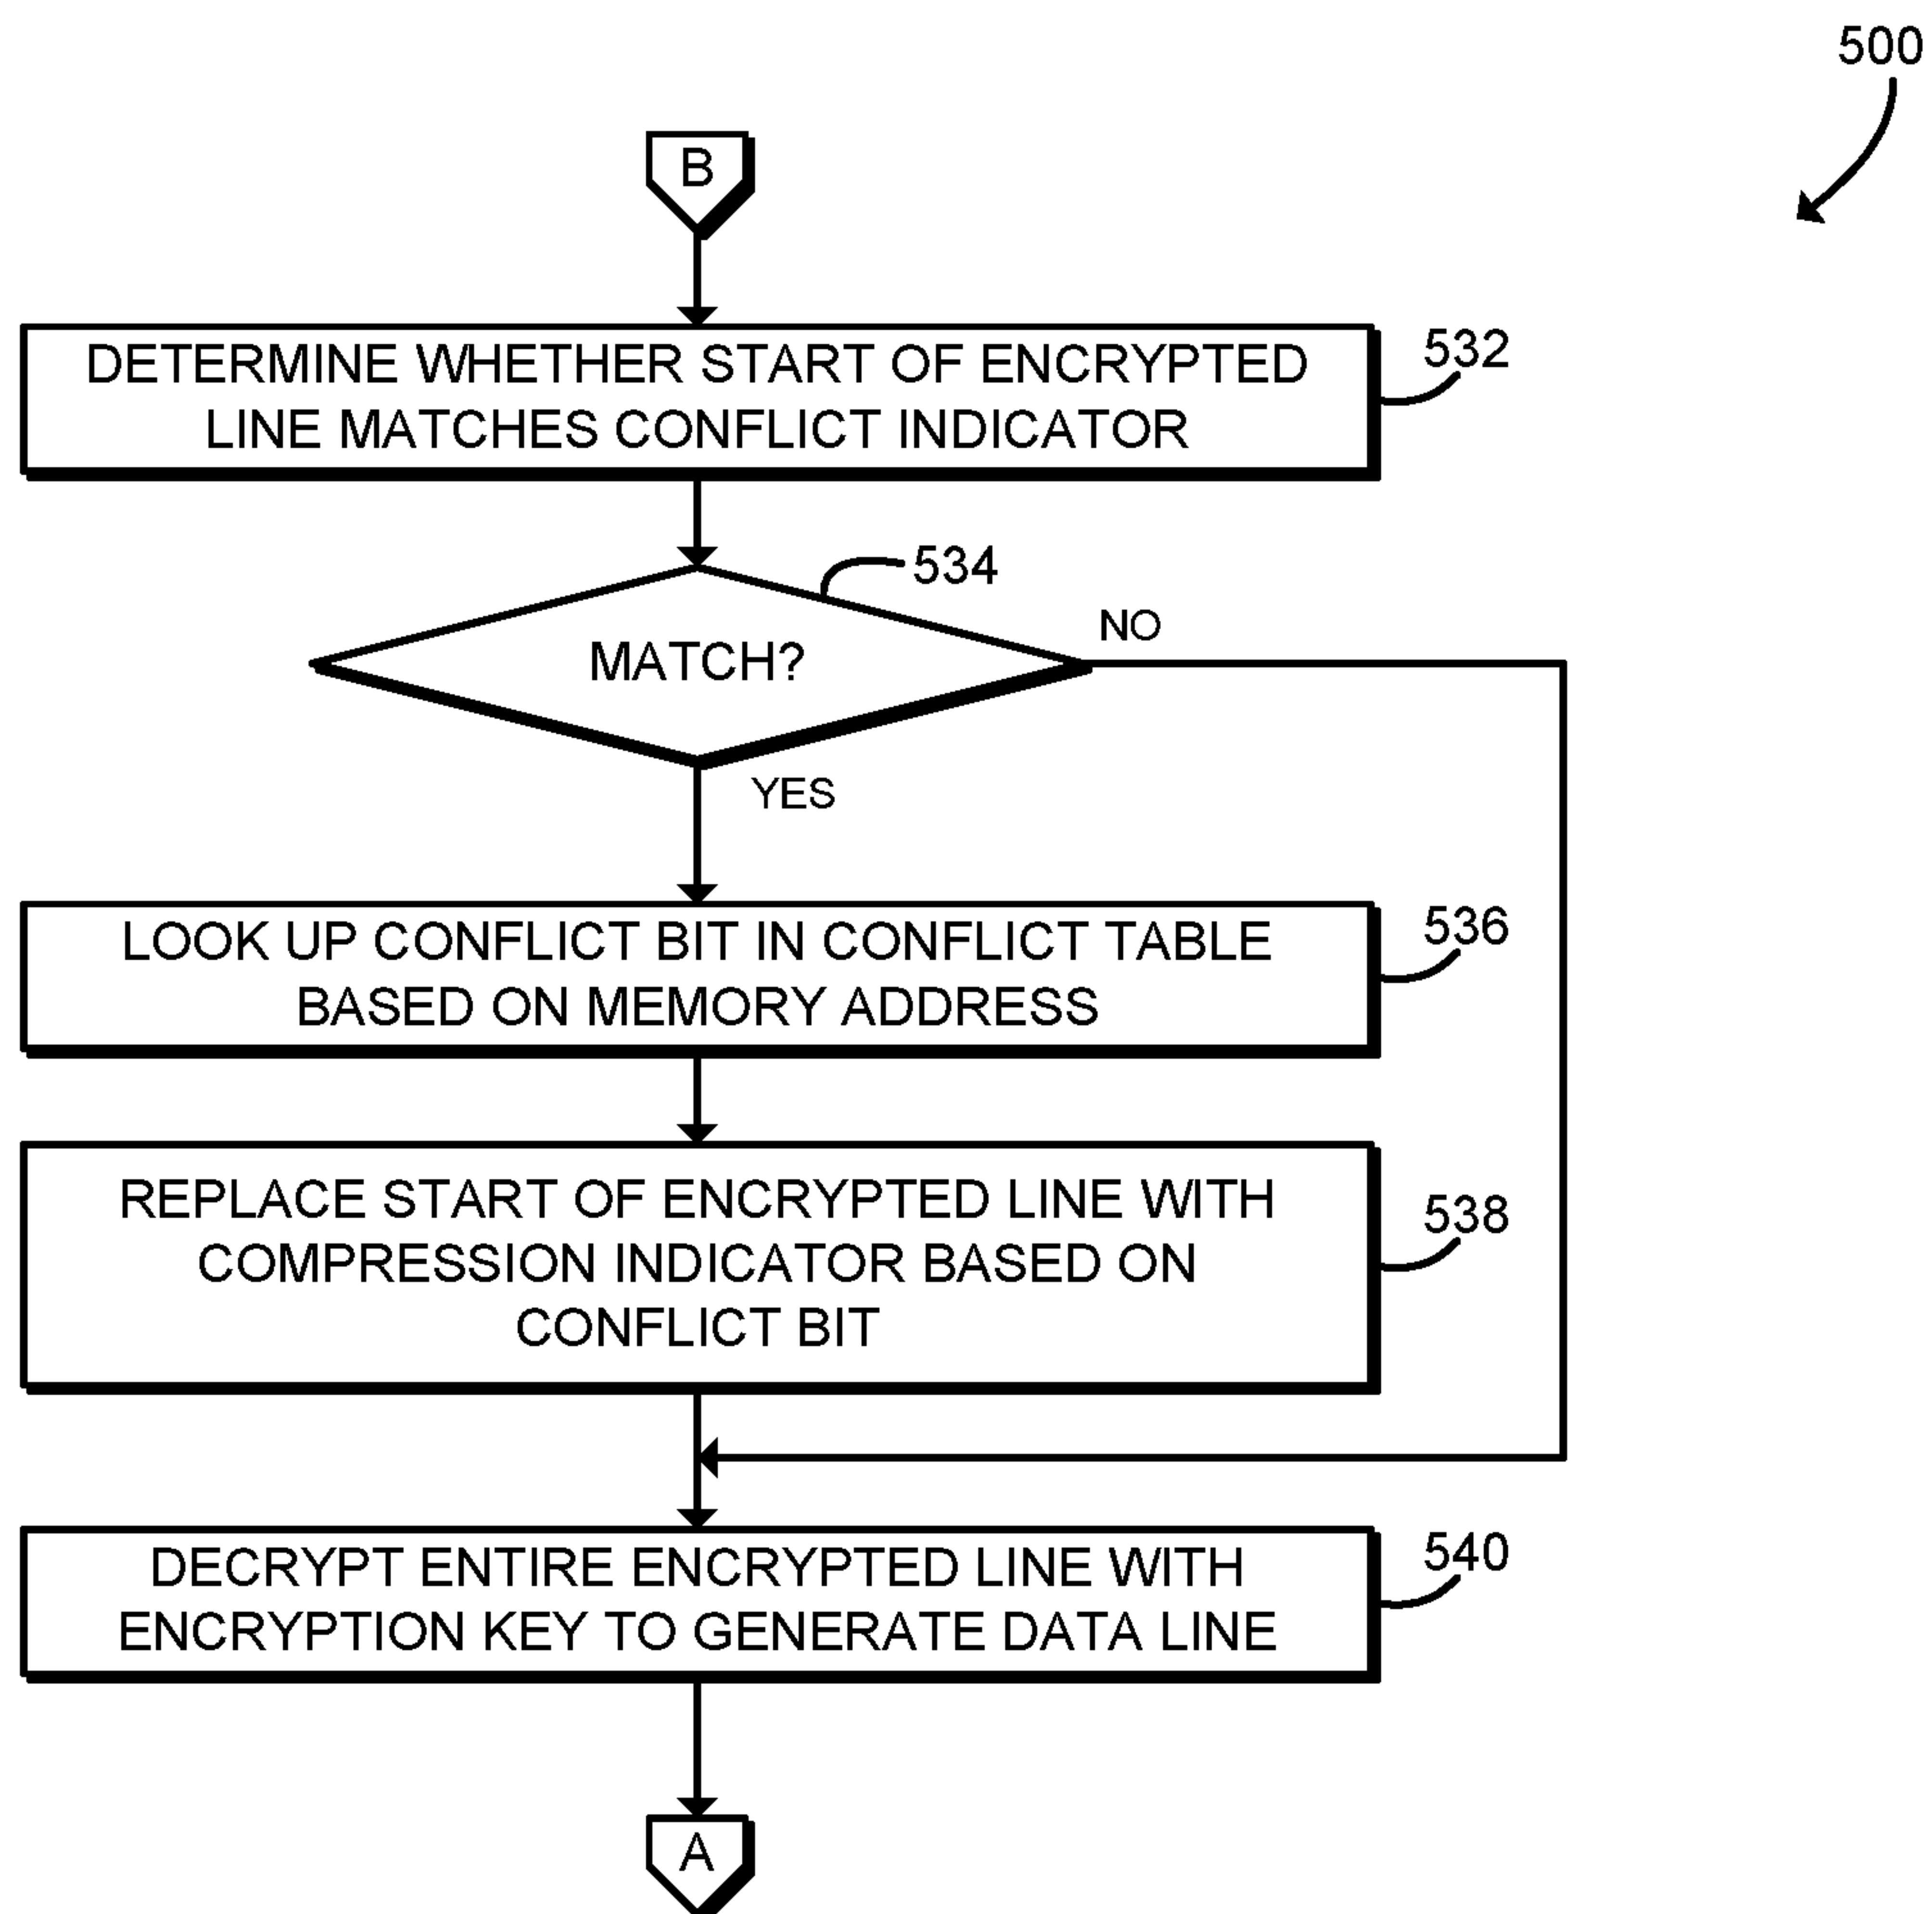 500
B
DETERMINE WHETHER START OF ENCRYPTED
LINE MATCHES CONFLICT INDICATOR
532
534
MATCH?
NO
YES
LOOK UP CONFLICT BIT IN CONFLICT TABLE
BASED ON MEMORY ADDRESS
536
REPLACE START OF ENCRYPTED LINE WITH
COMPRESSION INDICATOR BASED ON
CONFLICT BIT
538
DECRYPT ENTIRE ENCRYPTED LINE WITH
ENCRYPTION KEY TO GENERATE DATA LINE
540
A